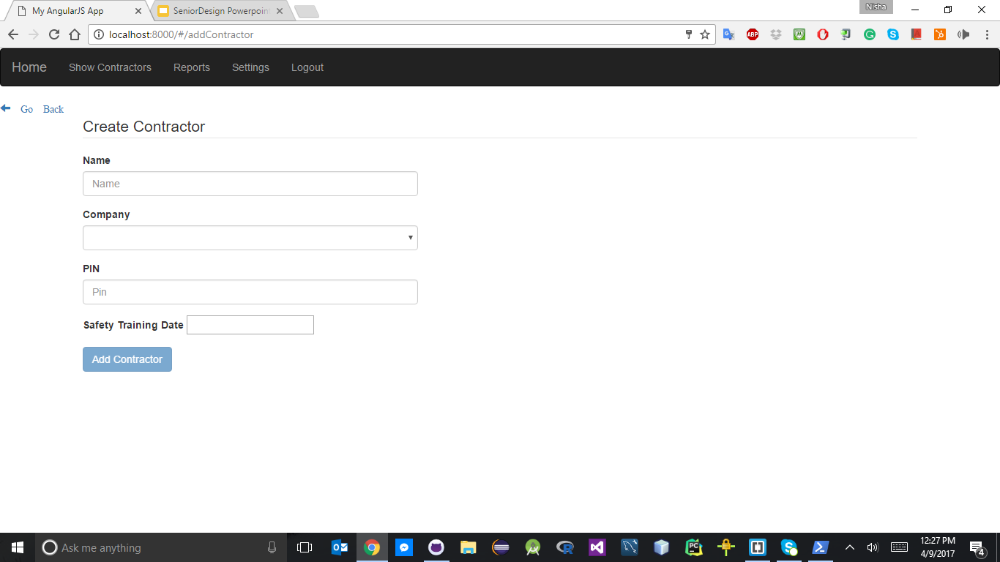 My AngularJS App
SeniorDesign Powerpoint
Nisha
localhost:8000/#/addContractor
ABP
Home
Show Contractors
Reports
Settings
Logout
Go Back
Create Contractor
Name
Name
Company
PIN
Pin
Safety Training Date
Add Contractor
Ask me anything
PC
12:27 PM
4/9/2017
4